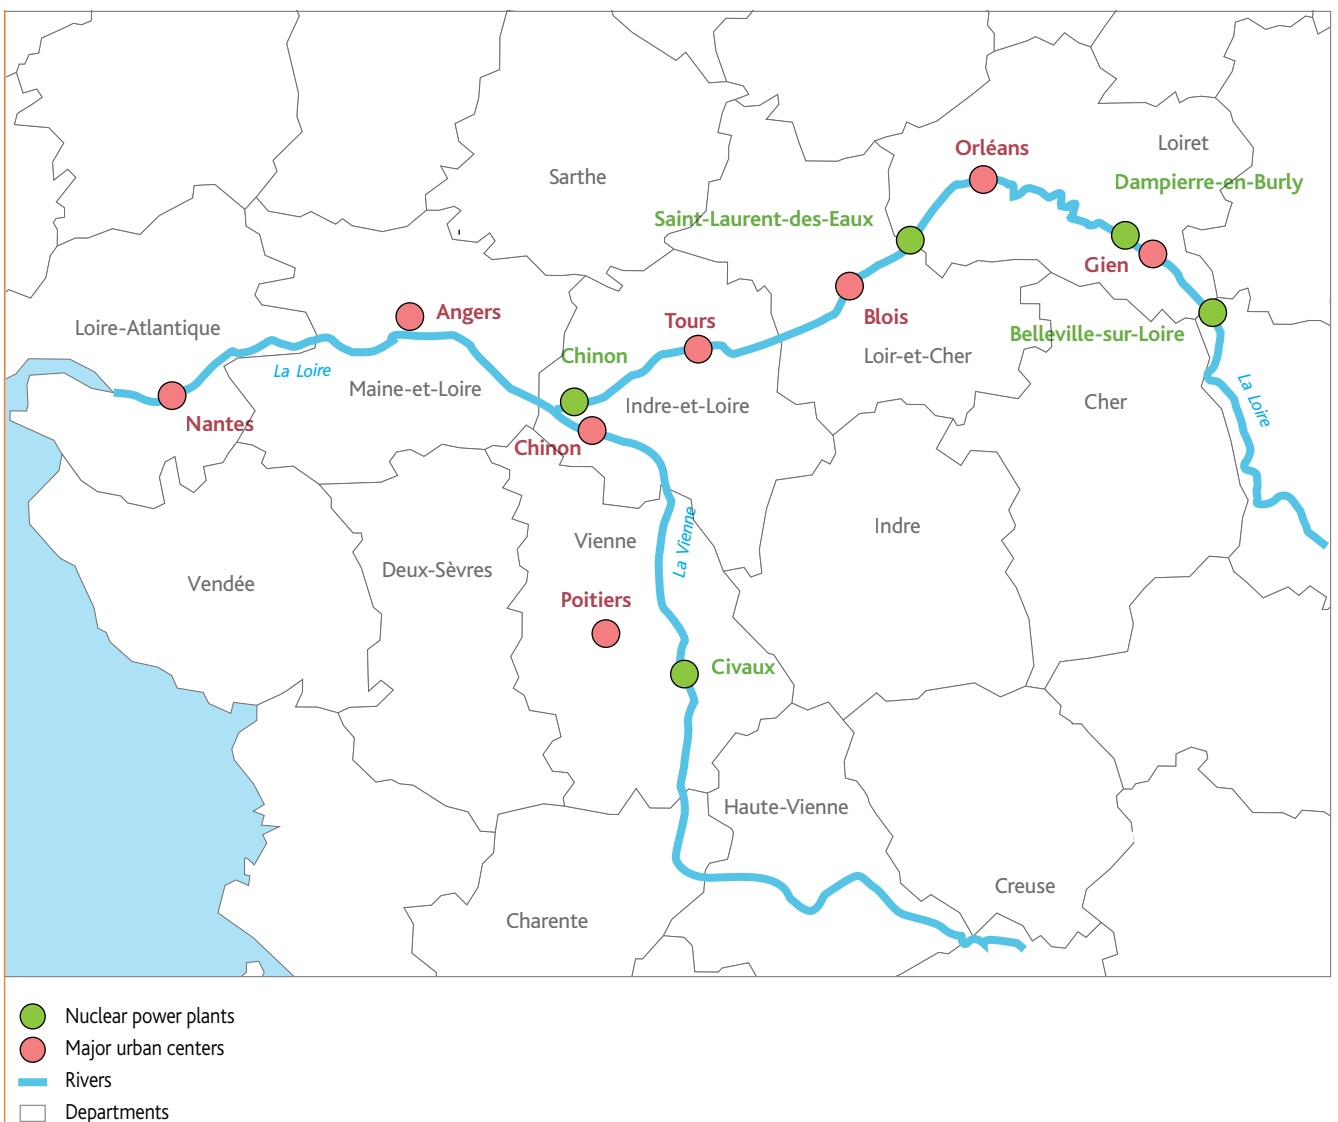 Orléans
Loiret
Sarthe
Dampierre-en-Burly
Saint-Laurent-des-Eaux
Gien
Angers
Blois
Tours
Loire-Atlantique
Belleville-sur-Loire
Chinon
Loir-et-Cher
La Loire
Maine-et-Loire
La Loire
Cher
Indre-et-Loire
Nantes
Chinon
Indre
Vienne
La Vienne
Deux-Sèvres
Vendée
Poitiers
Civaux
Haute-Vienne
Creuse
Charente
Nuclear power plants
Major urban centers
Rivers
Departments